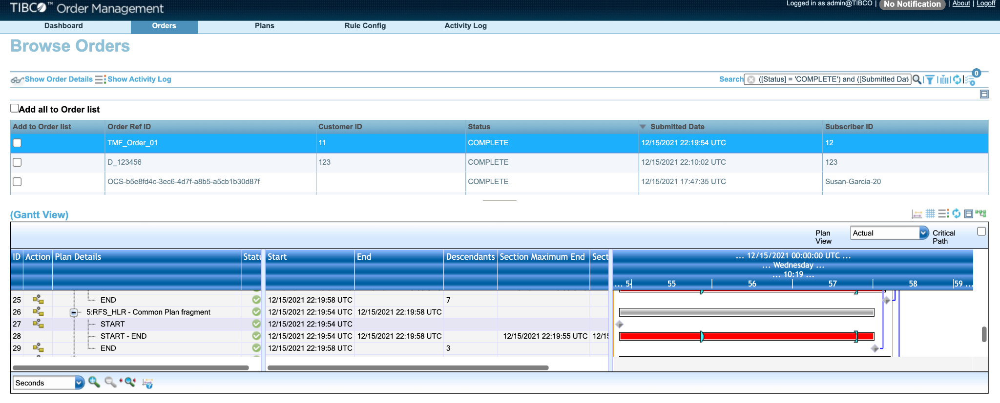 TIBCO™ Order Management
Logged in as admin@TIBCO | No Notification | About | Logoff
Dashboard Orders Plans Rule Config Activity Log
Browse Orders
Show Order Details Show Activity Log Search ([Status] = 'COMPLETE') and ([Submitted Dat 0
Add all to Order list
Add to Order list Order Ref ID Customer ID Status Submitted Date Subscriber ID
TMF_Order_01 11 COMPLETE 12/15/2021 22:19:54 UTC 12
D_123456 123 COMPLETE 12/15/2021 22:10:02 UTC 123
OCS-b5e8fd4c-3ec6-4d7f-a8b5-a5cb1b30d87f COMPLETE 12/15/2021 17:47:35 UTC Susan-Garcia-20
(Gantt View)
Plan View Actual Critical Path
ID Action Plan Details Statu Start End Descendants Section Maximum End Sect
... 12/15/2021 00:00:00 UTC ...
... Wednesday ...
... 10:19 ...
... 54 55 56 57 58 59 ...
25 END 12/15/2021 22:19:58 UTC 7
26 5:RFS_HLR - Common Plan fragment 12/15/2021 22:19:54 UTC 12/15/2021 22:19:58 UTC
27 START 12/15/2021 22:19:54 UTC
28 START - END 12/15/2021 22:19:54 UTC 12/15/2021 22:19:58 UTC 12/15/2021 22:19:55 UTC 12/15
29 END 12/15/2021 22:19:58 UTC 3
Seconds